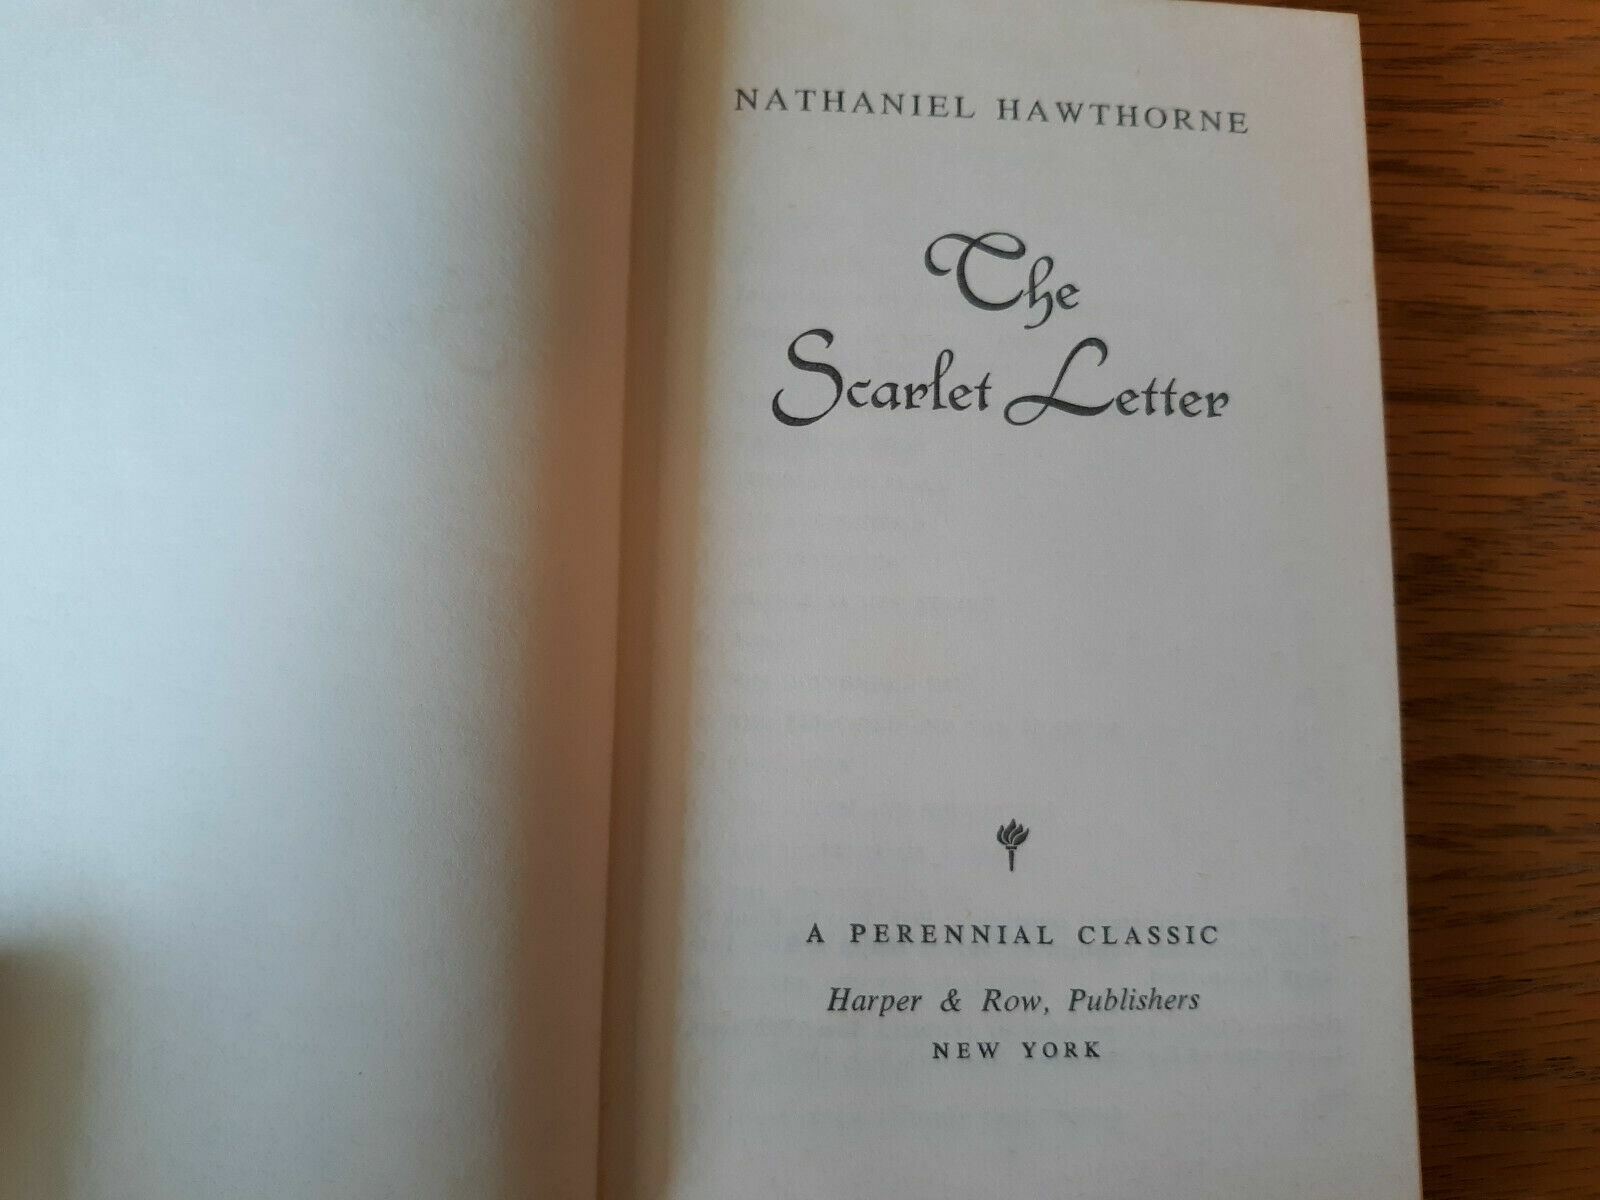 NATHANIEL HAWTHORNE
The
Scarlet Letter
A PERENNIAL CLASSIC
Harper & Row, Publishers
NEW YORK